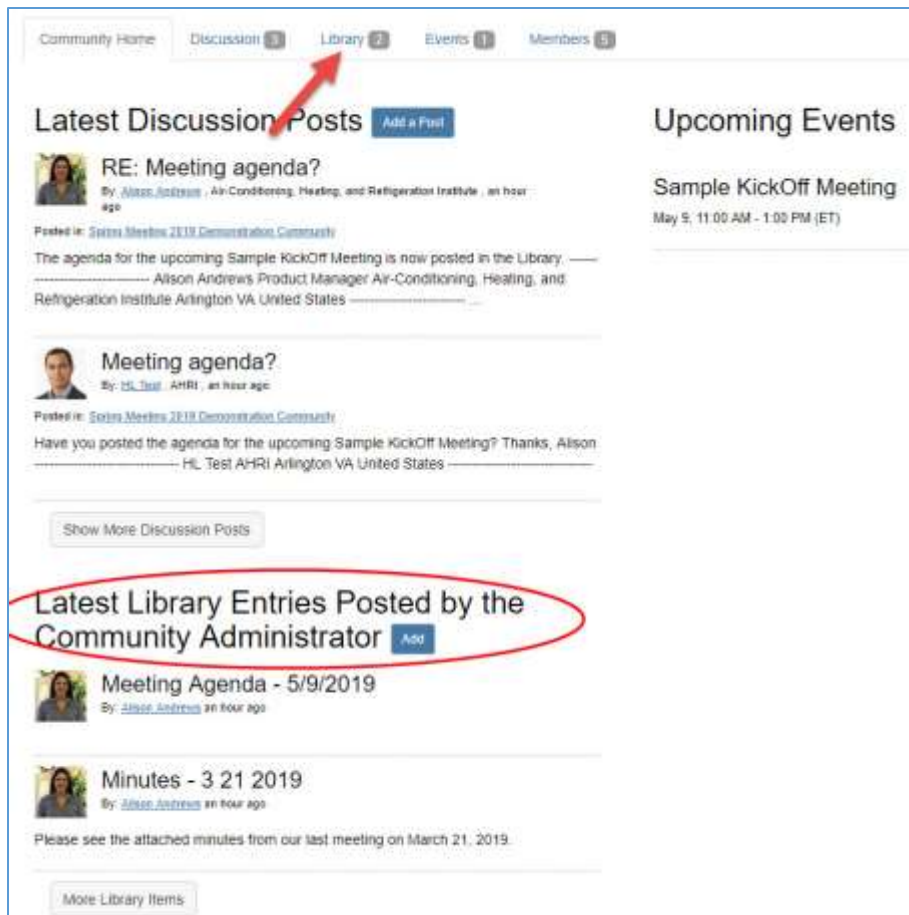 Community Home Discussion 3 Library 2 Events 1 Members 5
Latest Discussion Posts Add a Post
RE: Meeting agenda?
By: Alison Andrews , Air-Conditioning, Heating, and Refrigeration Institute , an hour
ago
Posted in: Spring Meeting 2019 Demonstration Community
The agenda for the upcoming Sample KickOff Meeting is now posted in the Library. ------
--------------------------- Alison Andrews Product Manager Air-Conditioning, Heating, and
Refrigeration Institute Arlington VA United States ------------------------ ...
Meeting agenda?
By: HL Test , AHRI , an hour ago
Posted in: Spring Meeting 2019 Demonstration Community
Have you posted the agenda for the upcoming Sample KickOff Meeting? Thanks, Alison
------------------------------ HL Test AHRI Arlington VA United States ------------------------------
Show More Discussion Posts
Latest Library Entries Posted by the
Community Administrator Add
Meeting Agenda - 5/9/2019
By: Alison Andrews an hour ago
Minutes - 3 21 2019
By: Alison Andrews an hour ago
Please see the attached minutes from our last meeting on March 21, 2019.
More Library Items
Upcoming Events
Sample KickOff Meeting
May 9, 11:00 AM - 1:00 PM (ET)